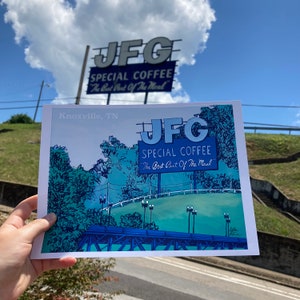 JFG
SPECIAL COFFEE
The Best Part Of The Meal
Knoxville, TN
JFG
SPECIAL COFFEE
The Best Part Of The Meal